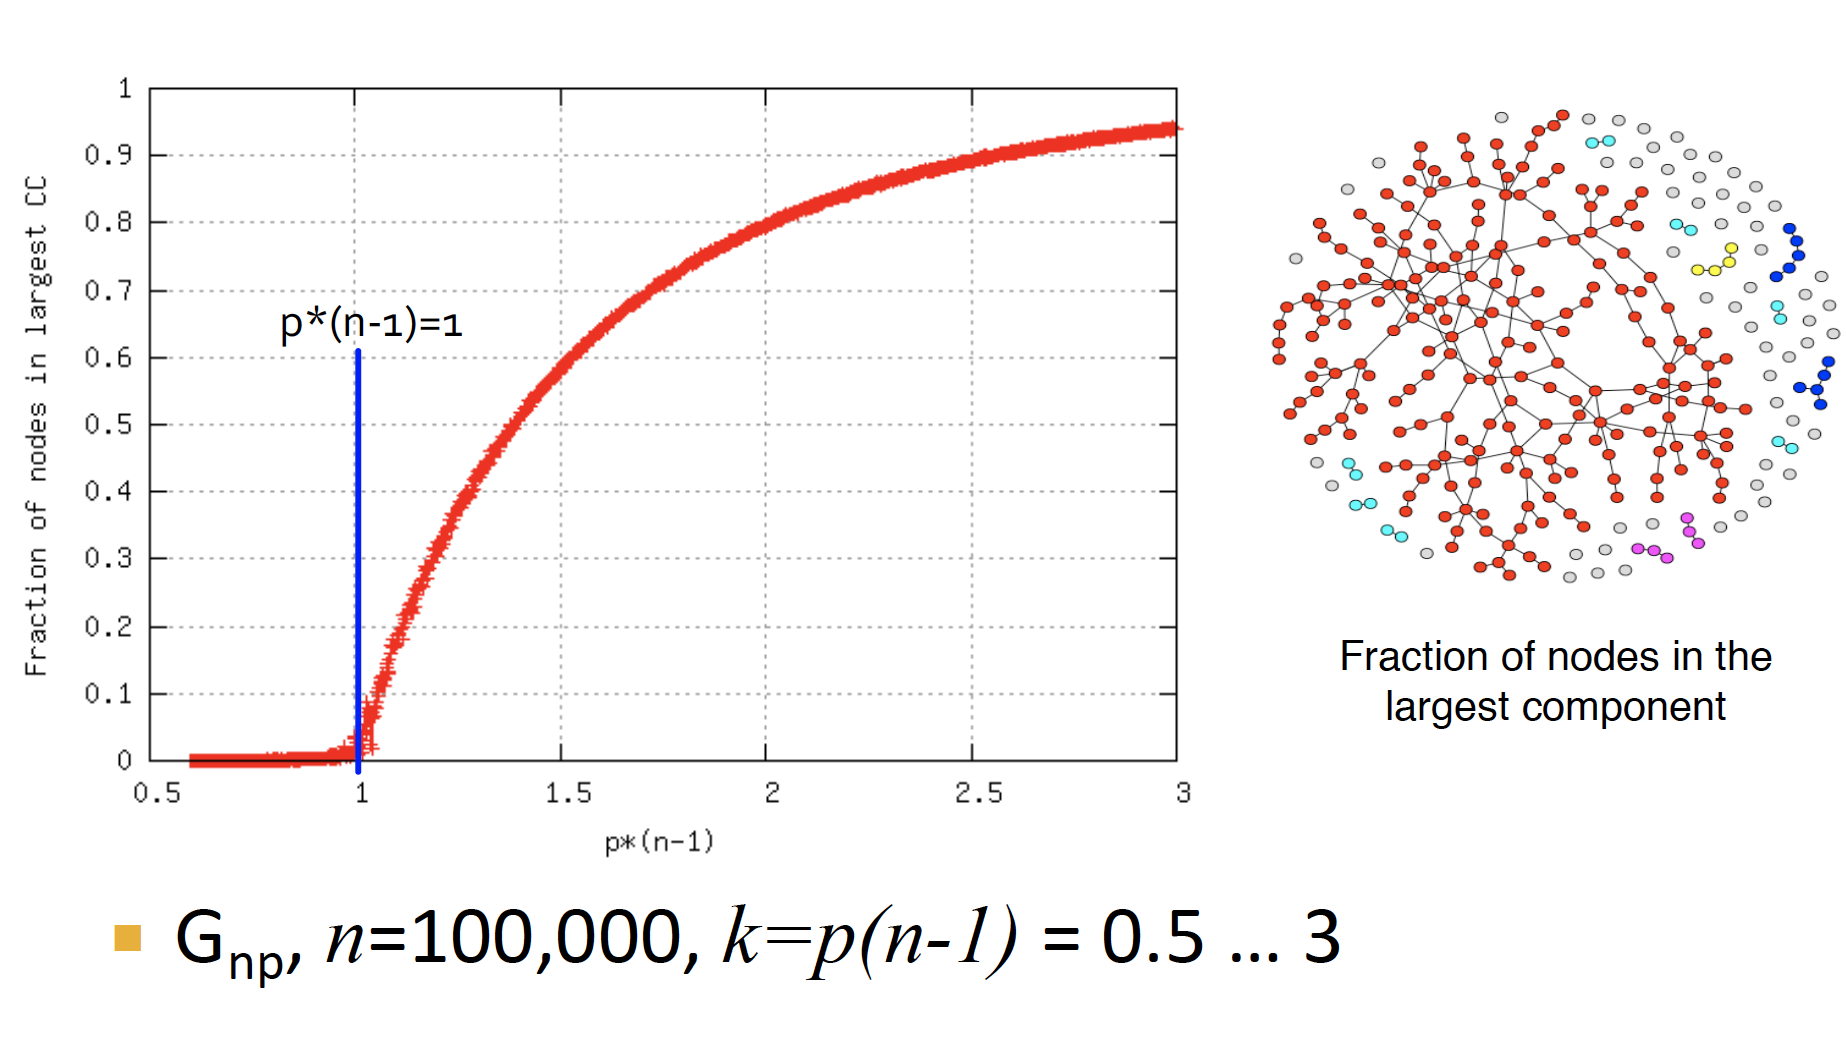 1
0.9
0.8
0.7
0.6
0.5
0.4
0.3
0.2
0.1
0
Fraction of nodes in largest CC
p*(n-1)=1
0.5 1 1.5 2 2.5 3
p*(n-1)
Fraction of nodes in the
largest component
Gnp, n=100,000, k=p(n-1) = 0.5 ... 3